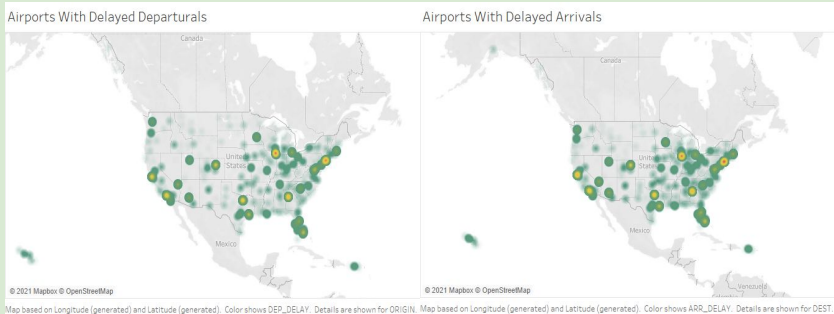 Airports With Delayed Departurals
Canada
United
States
Mexico
© 2021 Mapbox © OpenStreetMap
Map based on Longitude (generated) and Latitude (generated). Color shows DEP_DELAY. Details are shown for ORIGIN.
Airports With Delayed Arrivals
Canada
United
States
Mexico
Venezuela
© 2021 Mapbox © OpenStreetMap
Map based on Longitude (generated) and Latitude (generated). Color shows ARR_DELAY. Details are shown for DEST.